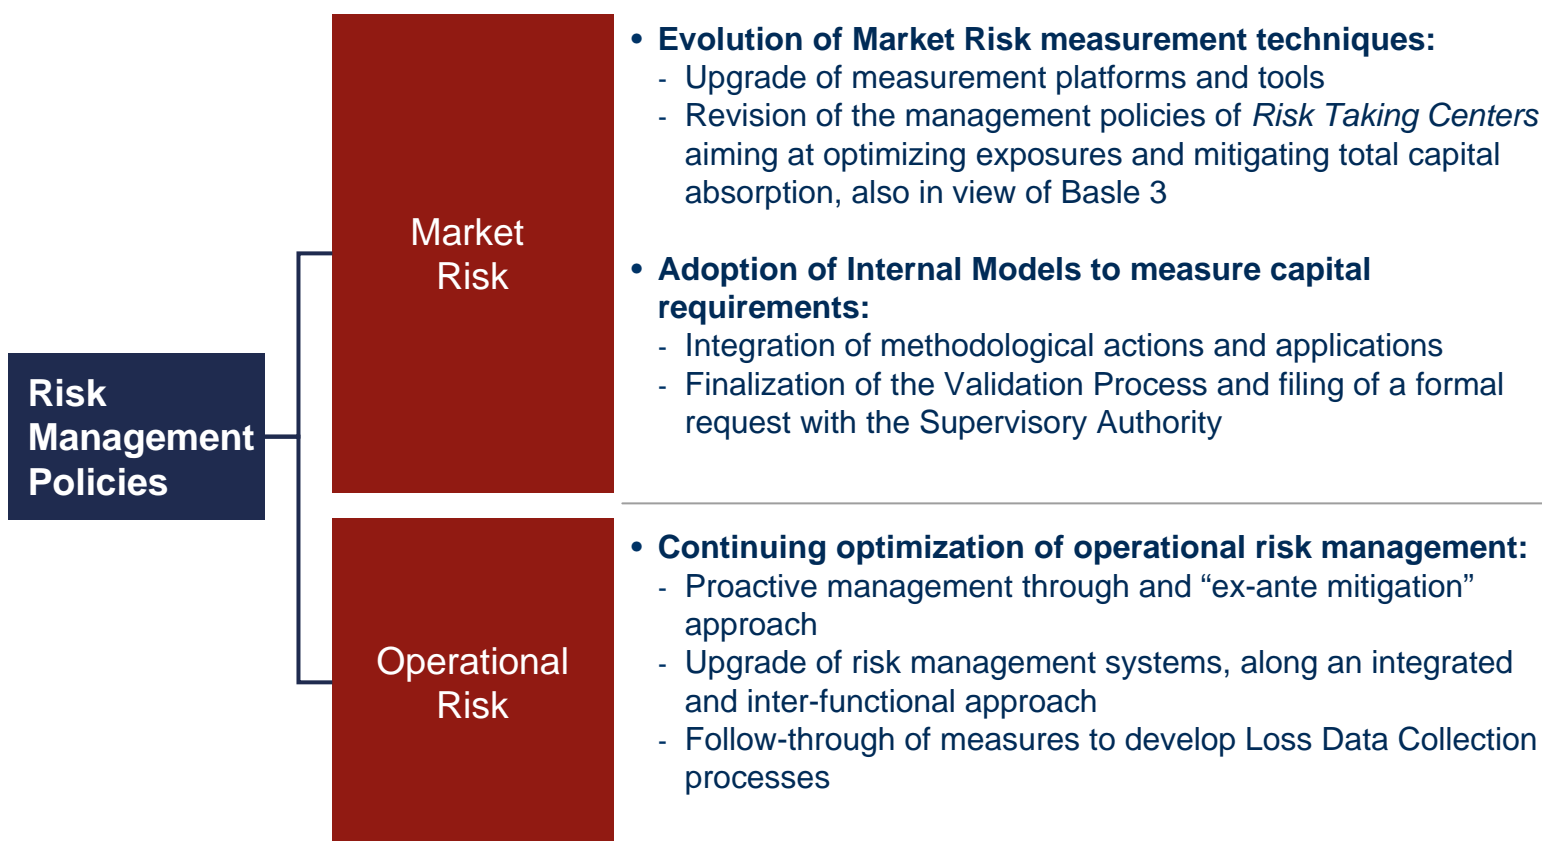 Risk
Management
Policies
Market
Risk
• Evolution of Market Risk measurement techniques:
- Upgrade of measurement platforms and tools
- Revision of the management policies of Risk Taking Centers
aiming at optimizing exposures and mitigating total capital
absorption, also in view of Basle 3
• Adoption of Internal Models to measure capital
requirements:
- Integration of methodological actions and applications
- Finalization of the Validation Process and filing of a formal
request with the Supervisory Authority
Operational
Risk
• Continuing optimization of operational risk management:
- Proactive management through and “ex-ante mitigation”
approach
- Upgrade of risk management systems, along an integrated
and inter-functional approach
- Follow-through of measures to develop Loss Data Collection
processes